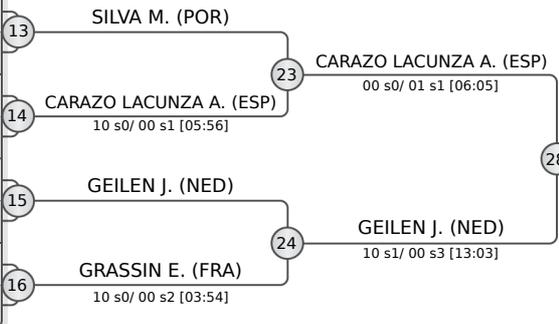 SILVA M. (POR)
13
CARAZO LACUNZA A. (ESP)
23
00 s0/ 01 s1 [06:05]
CARAZO LACUNZA A. (ESP)
14
10 s0/ 00 s1 [05:56]
28
GEILEN J. (NED)
15
GEILEN J. (NED)
24
10 s1/ 00 s3 [13:03]
GRASSIN E. (FRA)
16
10 s0/ 00 s2 [03:54]